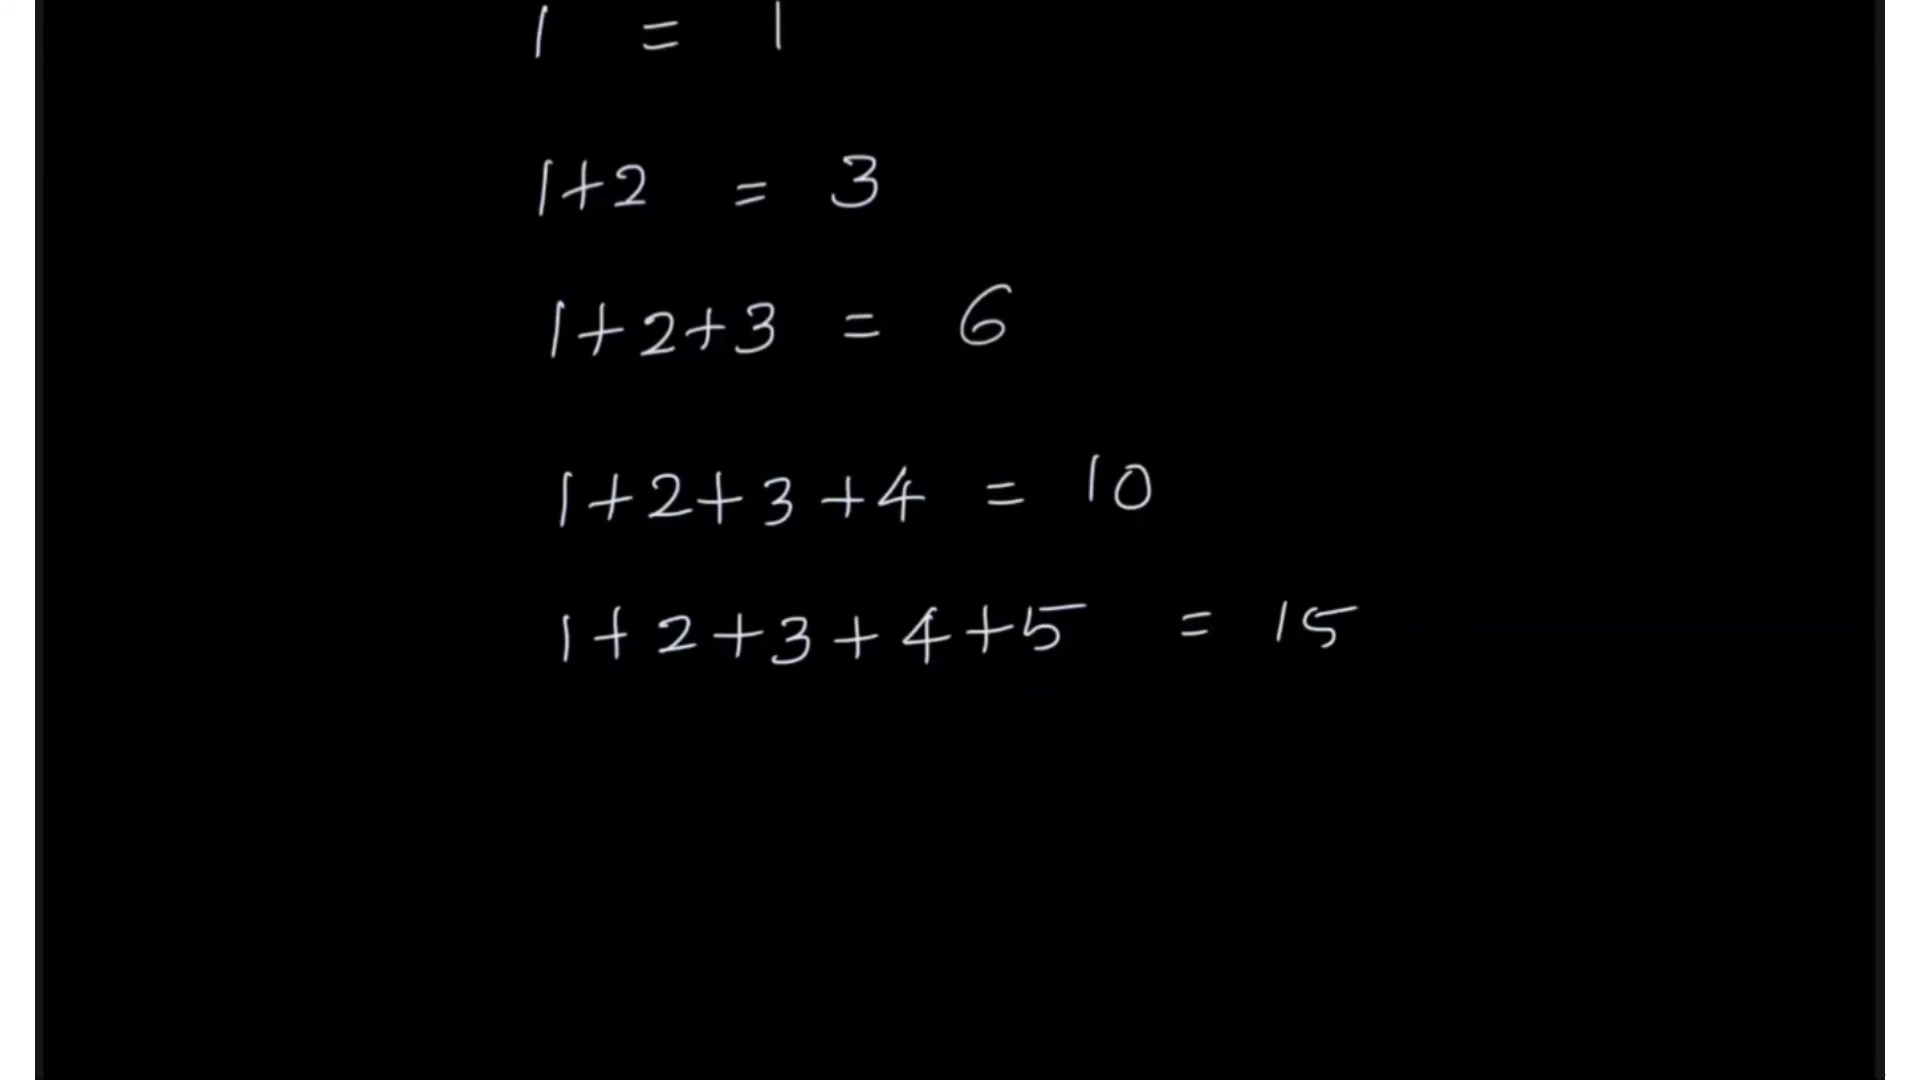 1 = 1
1+2 = 3
1+2+3 = 6
1+2+3+4 = 10
1+2+3+4+5 = 15